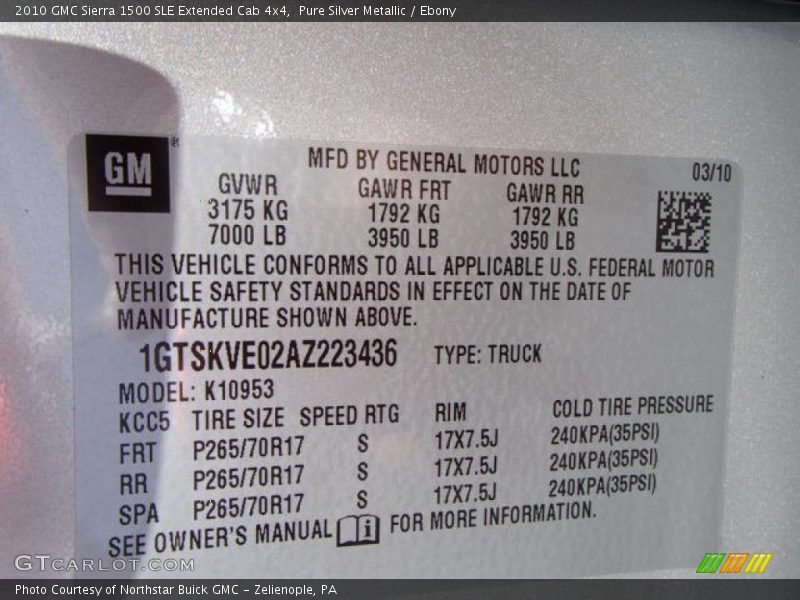 2010 GMC Sierra 1500 SLE Extended Cab 4x4,  Pure Silver Metallic / Ebony
GM ®
MFD BY GENERAL MOTORS LLC 03/10
GVWR GAWR FRT GAWR RR
3175 KG 1792 KG 1792 KG
7000 LB 3950 LB 3950 LB
THIS VEHICLE CONFORMS TO ALL APPLICABLE U.S. FEDERAL MOTOR
VEHICLE SAFETY STANDARDS IN EFFECT ON THE DATE OF
MANUFACTURE SHOWN ABOVE.
1GTSKVE02AZ223436 TYPE: TRUCK
MODEL: K10953
KCC5 TIRE SIZE SPEED RTG RIM COLD TIRE PRESSURE
FRT P265/70R17 S 17X7.5J 240KPA(35PSI)
RR P265/70R17 S 17X7.5J 240KPA(35PSI)
SPA P265/70R17 S 17X7.5J 240KPA(35PSI)
SEE OWNER'S MANUAL i FOR MORE INFORMATION.
GTCARLOT.COM
Photo Courtesy of Northstar Buick GMC - Zelienople, PA